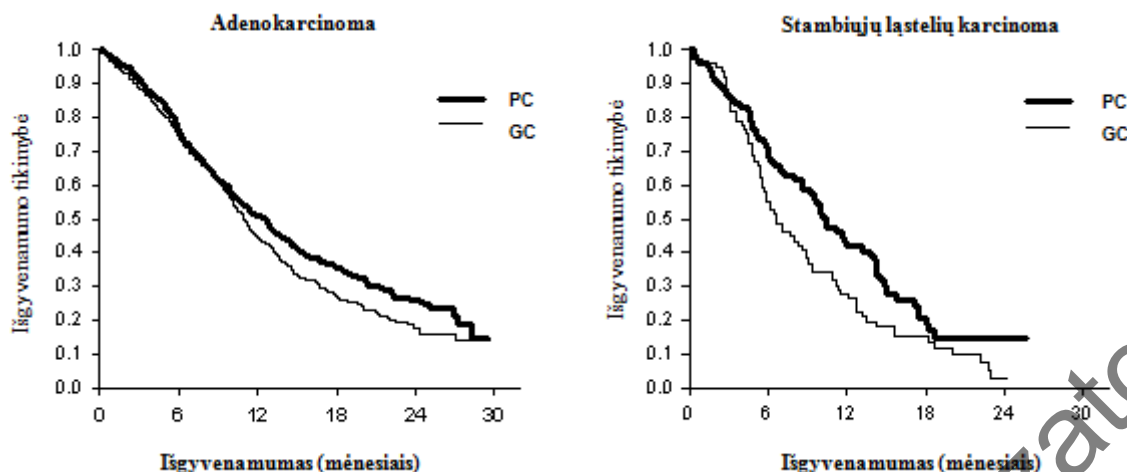 Adenokarcinoma
Išgyvenamumo tikimybė
1.0
0.9
0.8
0.7
0.6
0.5
0.4
0.3
0.2
0.1
0.0
PC
GC
0 6 12 18 24 30
Išgyvenamumas (mėnesiais)
Stambiųjų ląstelių karcinoma
Išgyvenamumo tikimybė
1.0
0.9
0.8
0.7
0.6
0.5
0.4
0.3
0.2
0.1
0.0
PC
GC
0 6 12 18 24 30
Išgyvenamumas (mėnesiais)